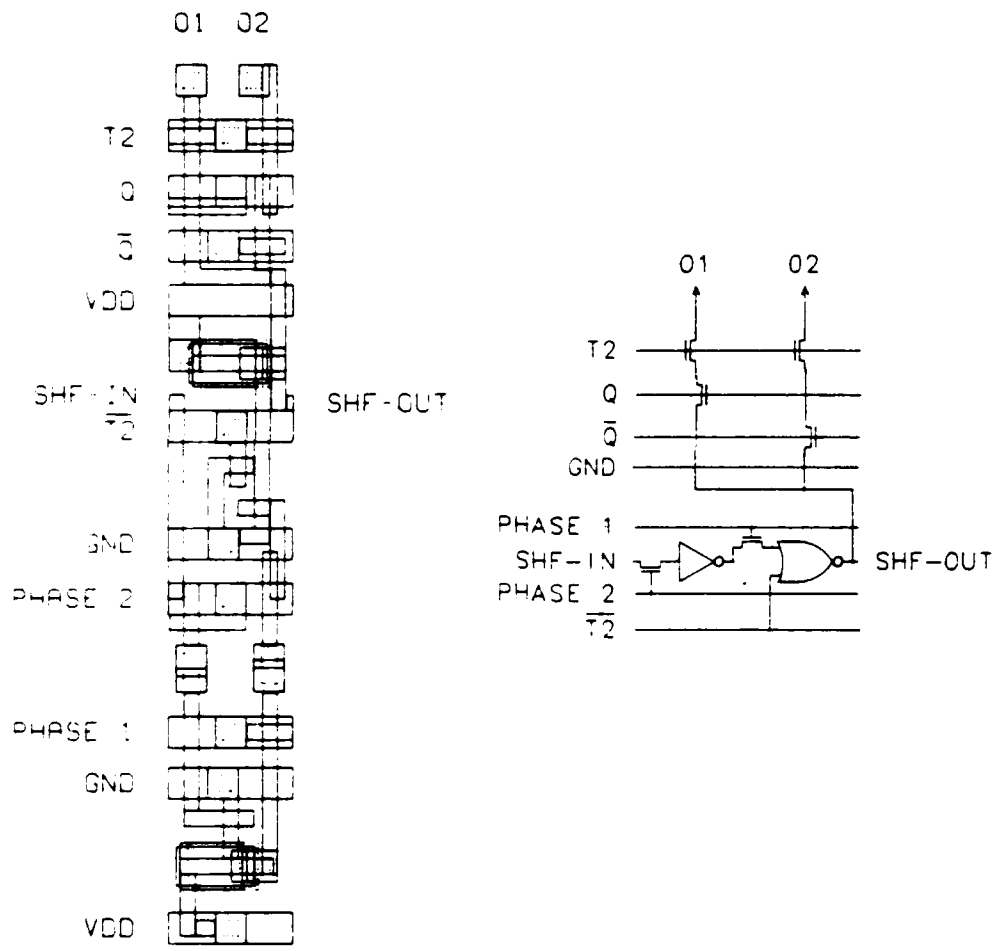 O1 O2
T2
Q
Q̅
VDD
SHF-IN
SHF-OUT
T̅2̅
GND
PHASE 2
PHASE 1
GND
VDD
O1 O2
T2
Q
Q̅
GND
PHASE 1
SHF-IN
SHF-OUT
PHASE 2
T̅2̅